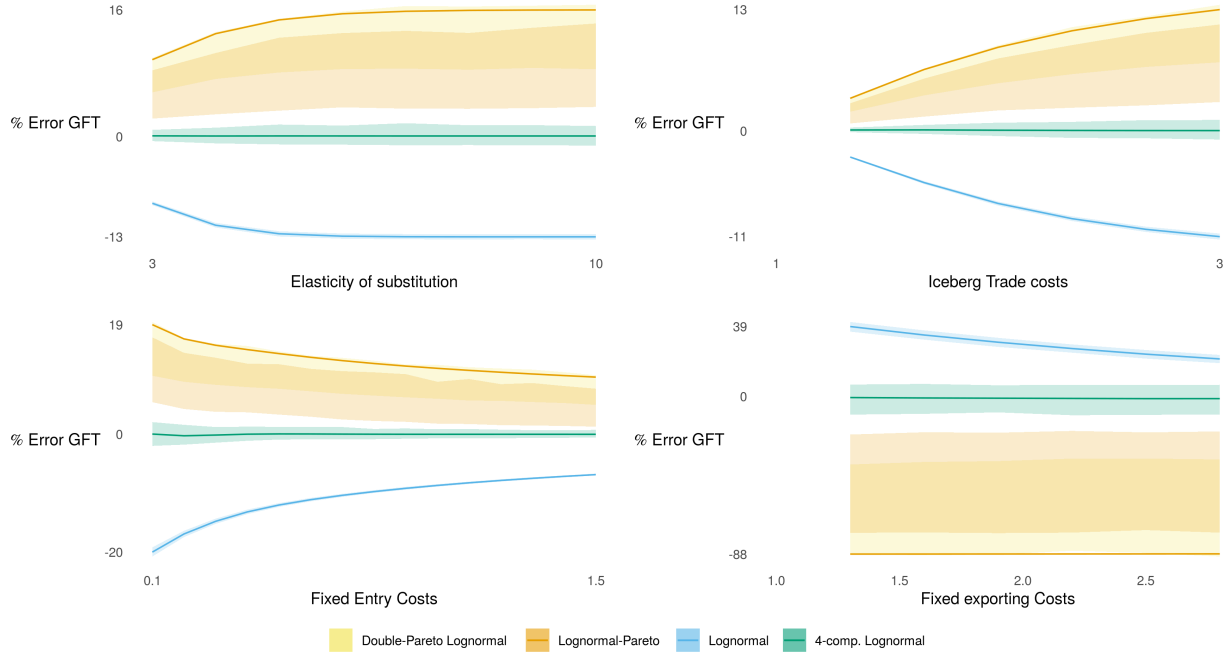 16
% Error GFT
0
-13
3
10
Elasticity of substitution
13
% Error GFT
0
-11
1
3
Iceberg Trade costs
19
% Error GFT
0
-20
0.1
1.5
Fixed Entry Costs
39
0
% Error GFT
-88
1.0
1.5
2.0
2.5
Fixed exporting Costs
Double-Pareto Lognormal
Lognormal-Pareto
Lognormal
4-comp. Lognormal